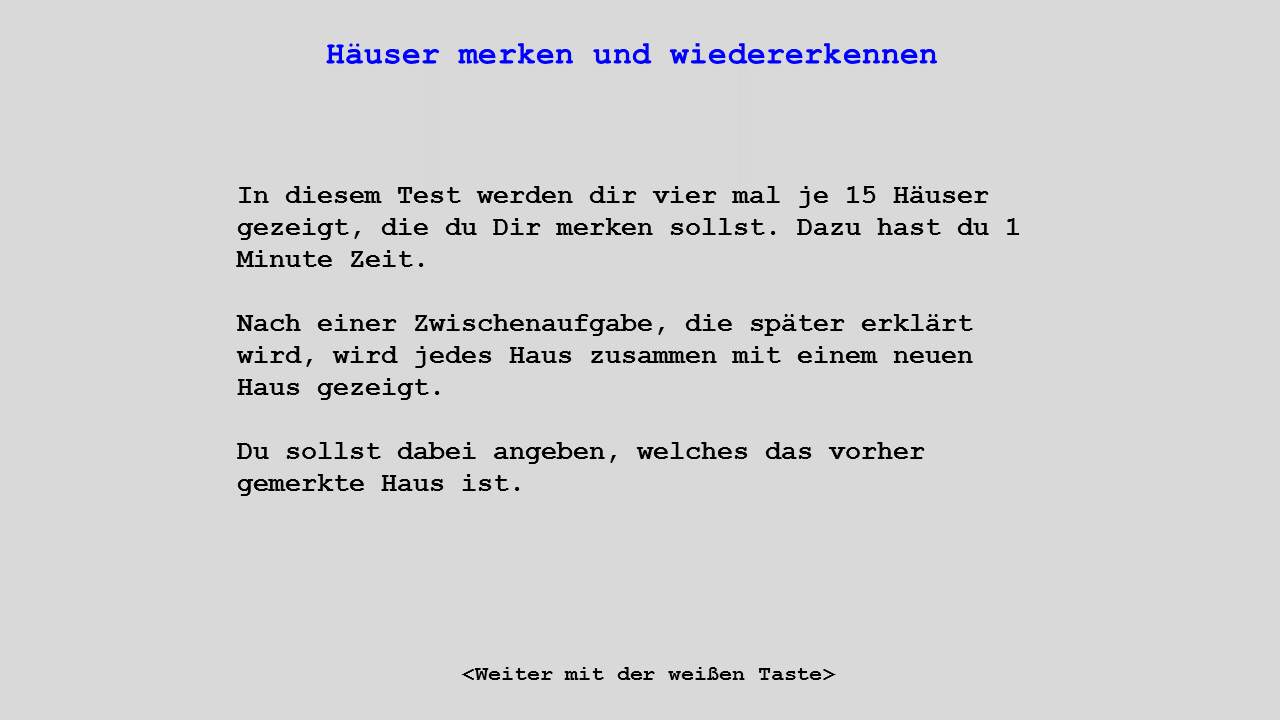 Häuser merken und wiedererkennen
In diesem Test werden dir vier mal je 15 Häuser
gezeigt, die du Dir merken sollst. Dazu hast du 1
Minute Zeit.
Nach einer Zwischenaufgabe, die später erklärt
wird, wird jedes Haus zusammen mit einem neuen
Haus gezeigt.
Du sollst dabei angeben, welches das vorher
gemerkte Haus ist.
<Weiter mit der weißen Taste>